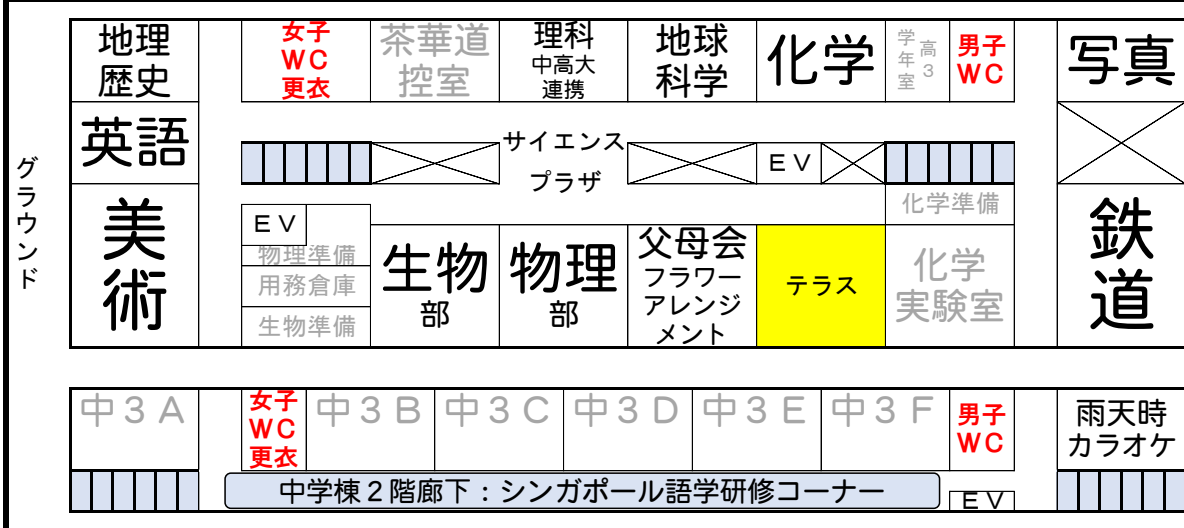 グラウンド
地理
歴史
女子
WC
更衣
茶華道
控室
理科
中高大
連携
地球
科学
化学
高3
学年室
男子
WC
写真
英語
サイエンス
プラザ
EV
美術
EV
物理準備
用務倉庫
生物準備
生物
部
物理
部
父母会
フラワー
アレンジ
メント
テラス
化学準備
化学
実験室
鉄道
中3A
女子
WC
更衣
中3B
中3C
中3D
中3E
中3F
男子
WC
雨天時
カラオケ
中学棟2階廊下：シンガポール語学研修コーナー
EV